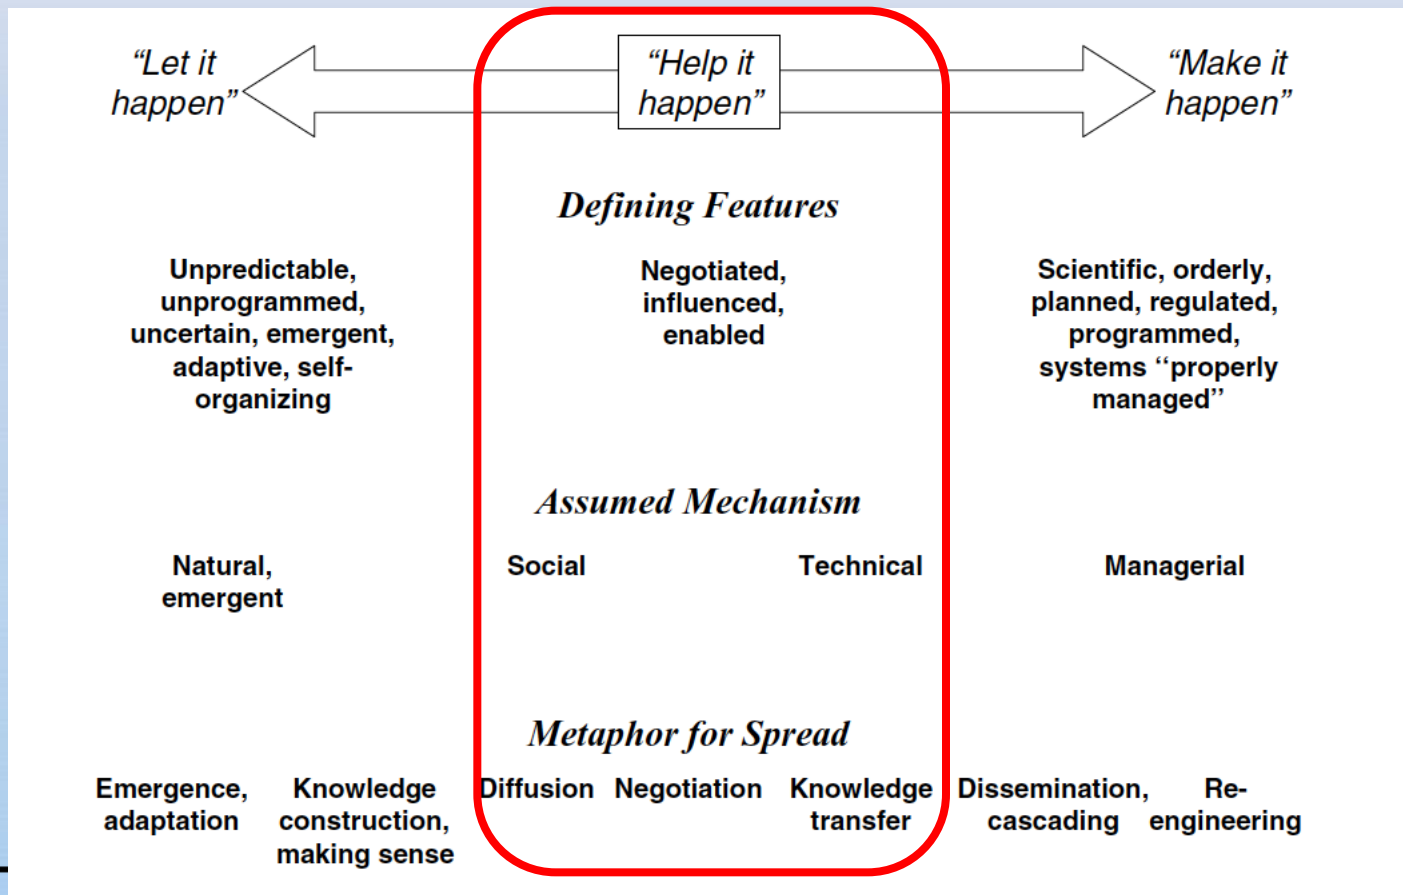 “Let it
happen”
“Help it
happen”
“Make it
happen”
Defining Features
Unpredictable,
unprogrammed,
uncertain, emergent,
adaptive, self-
organizing
Negotiated,
influenced,
enabled
Scientific, orderly,
planned, regulated,
programmed,
systems ‘‘properly
managed’’
Assumed Mechanism
Natural,
emergent
Social
Technical
Managerial
Metaphor for Spread
Emergence,
adaptation
Knowledge
construction,
making sense
Diffusion
Negotiation
Knowledge
transfer
Dissemination,
cascading
Re-
engineering